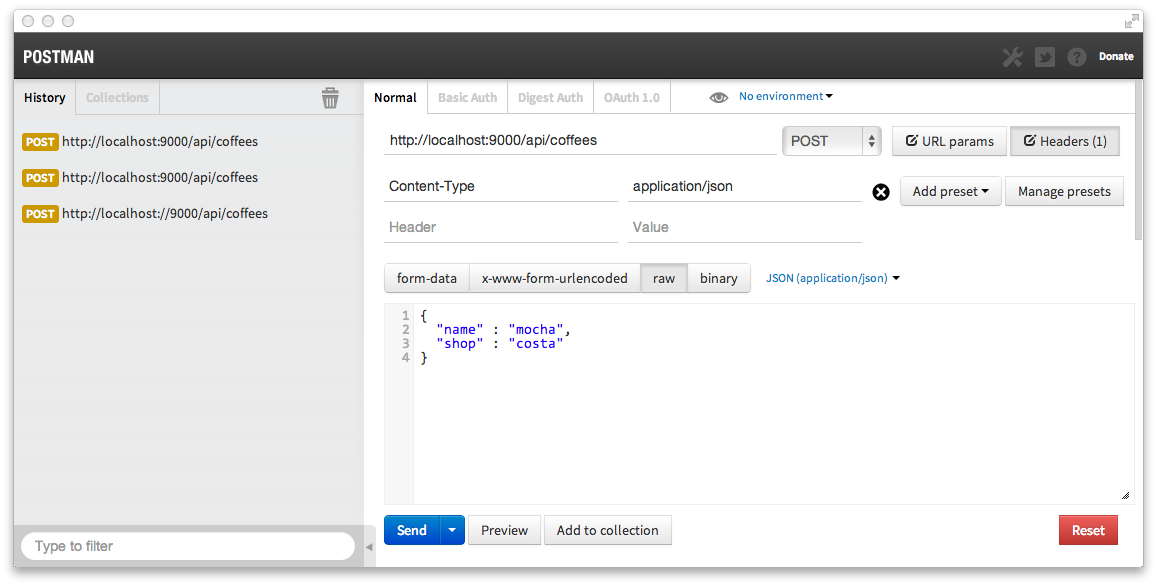 POSTMAN
Donate
History
Collections
POST http://localhost:9000/api/coffees
POST http://localhost:9000/api/coffees
POST http://localhost://9000/api/coffees
Type to filter
Normal
Basic Auth
Digest Auth
OAuth 1.0
No environment
http://localhost:9000/api/coffees
POST
URL params
Headers (1)
Content-Type
application/json
Add preset
Manage presets
Header
Value
form-data
x-www-form-urlencoded
raw
binary
JSON (application/json)
1 {
2 "name" : "mocha",
3 "shop" : "costa"
4 }
Send
Preview
Add to collection
Reset